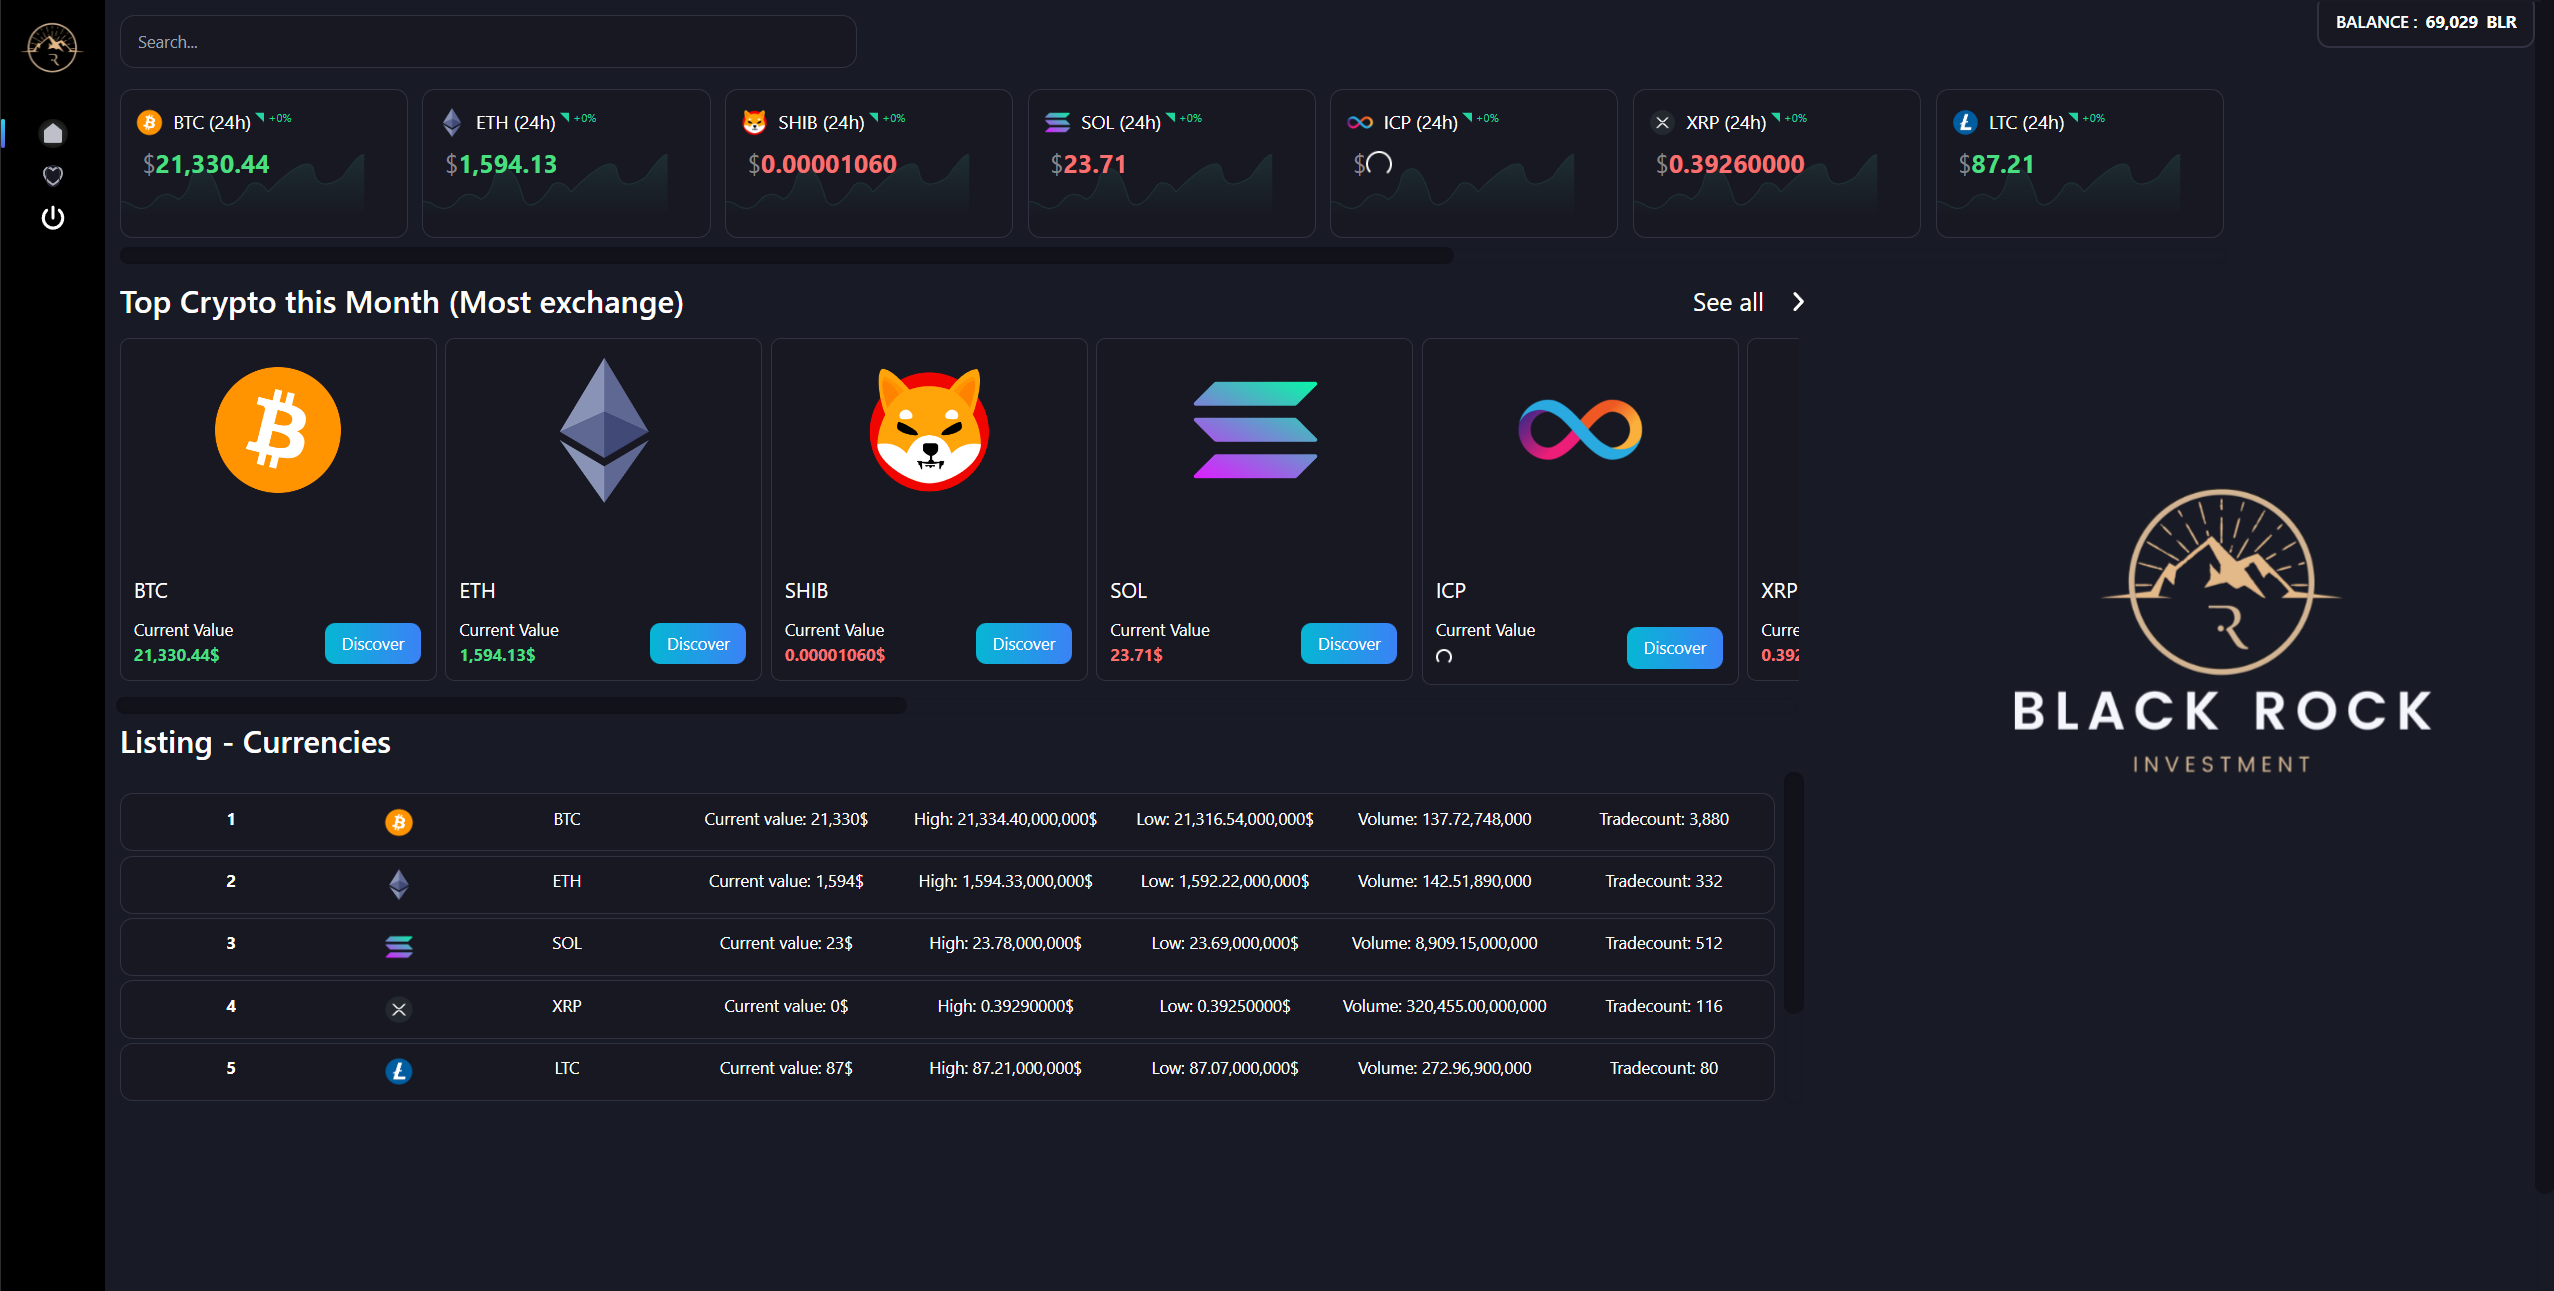 Search...
BALANCE : 69,029 BLR
BTC (24h) +0%
$21,330.44
ETH (24h) +0%
$1,594.13
SHIB (24h) +0%
$0.00001060
SOL (24h) +0%
$23.71
ICP (24h) +0%
$
XRP (24h) +0%
$0.39260000
LTC (24h) +0%
$87.21
Top Crypto this Month (Most exchange)
See all
BTC
Current Value
21,330.44$
Discover
ETH
Current Value
1,594.13$
Discover
SHIB
Current Value
0.00001060$
Discover
SOL
Current Value
23.71$
Discover
ICP
Current Value
Discover
XRP
Curre
0.392
R
BLACK ROCK
INVESTMENT
Listing - Currencies
1 BTC Current value: 21,330$ High: 21,334.40,000,000$ Low: 21,316.54,000,000$ Volume: 137.72,748,000 Tradecount: 3,880
2 ETH Current value: 1,594$ High: 1,594.33,000,000$ Low: 1,592.22,000,000$ Volume: 142.51,890,000 Tradecount: 332
3 SOL Current value: 23$ High: 23.78,000,000$ Low: 23.69,000,000$ Volume: 8,909.15,000,000 Tradecount: 512
4 XRP Current value: 0$ High: 0.39290000$ Low: 0.39250000$ Volume: 320,455.00,000,000 Tradecount: 116
5 LTC Current value: 87$ High: 87.21,000,000$ Low: 87.07,000,000$ Volume: 272.96,900,000 Tradecount: 80